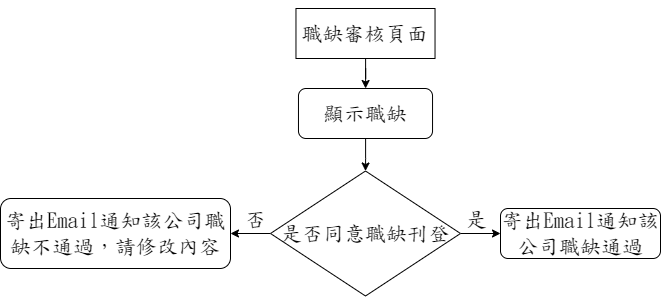 職缺審核頁面
顯示職缺
寄出Email通知該公司職
缺不通過，請修改內容
否
是否同意職缺刊登
是
寄出Email通知該
公司職缺通過